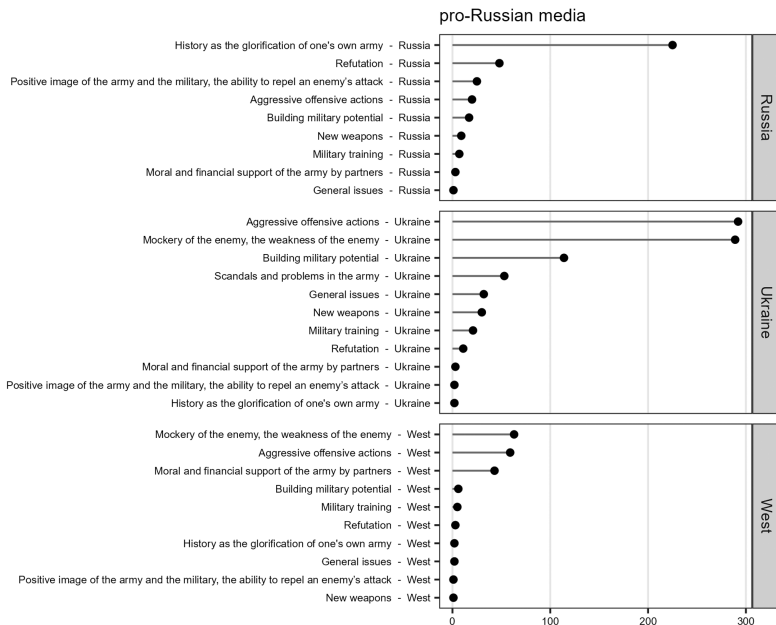 pro-Russian media
History as the glorification of one's own army - Russia
Refutation - Russia
Positive image of the army and the military, the ability to repel an enemy's attack - Russia
Aggressive offensive actions - Russia
Building military potential - Russia
New weapons - Russia
Military training - Russia
Moral and financial support of the army by partners - Russia
General issues - Russia
Russia
Aggressive offensive actions - Ukraine
Mockery of the enemy, the weakness of the enemy - Ukraine
Building military potential - Ukraine
Scandals and problems in the army - Ukraine
General issues - Ukraine
New weapons - Ukraine
Military training - Ukraine
Refutation - Ukraine
Moral and financial support of the army by partners - Ukraine
Positive image of the army and the military, the ability to repel an enemy's attack - Ukraine
History as the glorification of one's own army - Ukraine
Ukraine
Mockery of the enemy, the weakness of the enemy - West
Aggressive offensive actions - West
Moral and financial support of the army by partners - West
Building military potential - West
Military training - West
Refutation - West
History as the glorification of one's own army - West
General issues - West
Positive image of the army and the military, the ability to repel an enemy's attack - West
New weapons - West
West
0 100 200 300